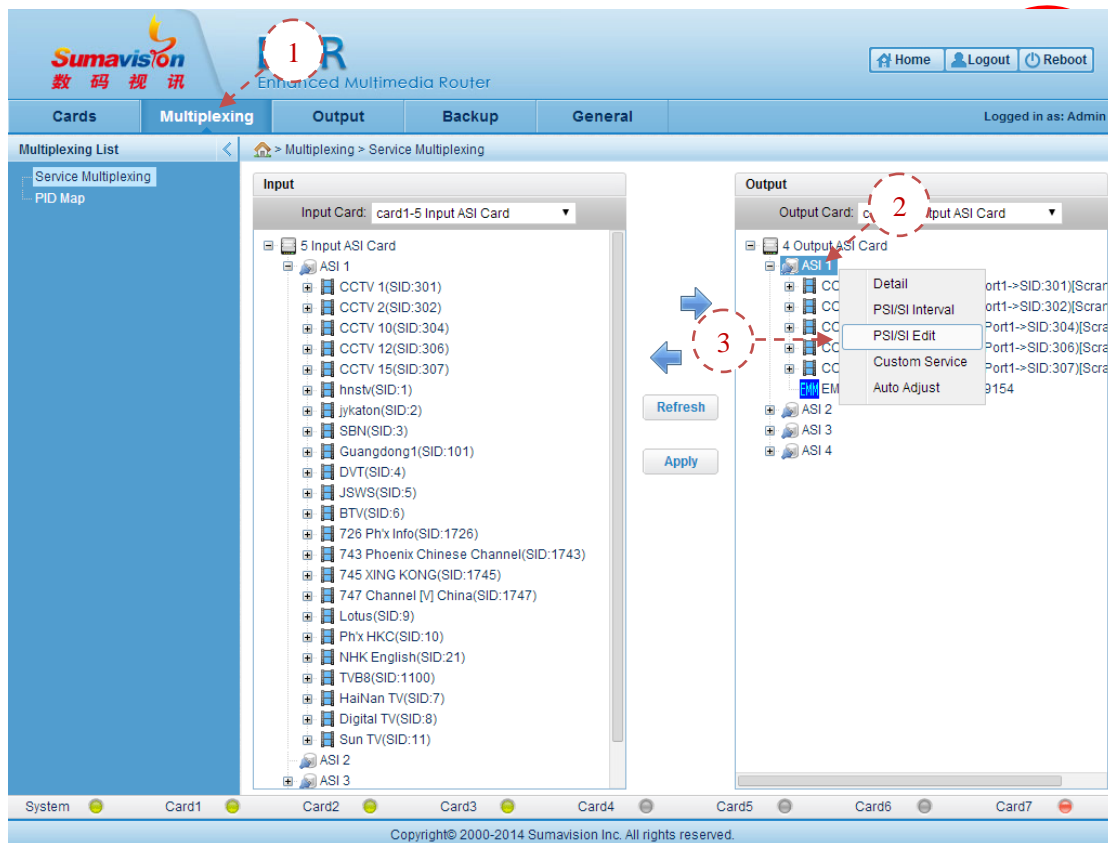 Sumavision
数 码 视 讯
R
Enhanced Multimedia Router
1
Home Logout Reboot
Cards Multiplexing Output Backup General Logged in as: Admin
Multiplexing List
> Multiplexing > Service Multiplexing
Service Multiplexing
PID Map
Input
Input Card: card1-5 Input ASI Card
5 Input ASI Card
ASI 1
CCTV 1(SID:301)
CCTV 2(SID:302)
CCTV 10(SID:304)
CCTV 12(SID:306)
CCTV 15(SID:307)
hnstv(SID:1)
jykaton(SID:2)
SBN(SID:3)
Guangdong1(SID:101)
DVT(SID:4)
JSWS(SID:5)
BTV(SID:6)
726 Ph'x Info(SID:1726)
743 Phoenix Chinese Channel(SID:1743)
745 XING KONG(SID:1745)
747 Channel [V] China(SID:1747)
Lotus(SID:9)
Ph'x HKC(SID:10)
NHK English(SID:21)
TVB8(SID:1100)
HaiNan TV(SID:7)
Digital TV(SID:8)
Sun TV(SID:11)
ASI 2
ASI 3
Refresh
Apply
3
Output
2
Output Card: ASI Card
4 Output ASI Card
ASI 1
CC ort1->SID:301)[Scra
CC ort1->SID:302)[Scra
CC Port1->SID:304)[Scra
CC Port1->SID:306)[Scra
CC Port1->SID:307)[Scra
EMM EM 9154
ASI 2
ASI 3
ASI 4
Detail
PSI/SI Interval
PSI/SI Edit
Custom Service
Auto Adjust
System Card1 Card2 Card3 Card4 Card5 Card6 Card7
Copyright© 2000-2014 Sumavision Inc. All rights reserved.